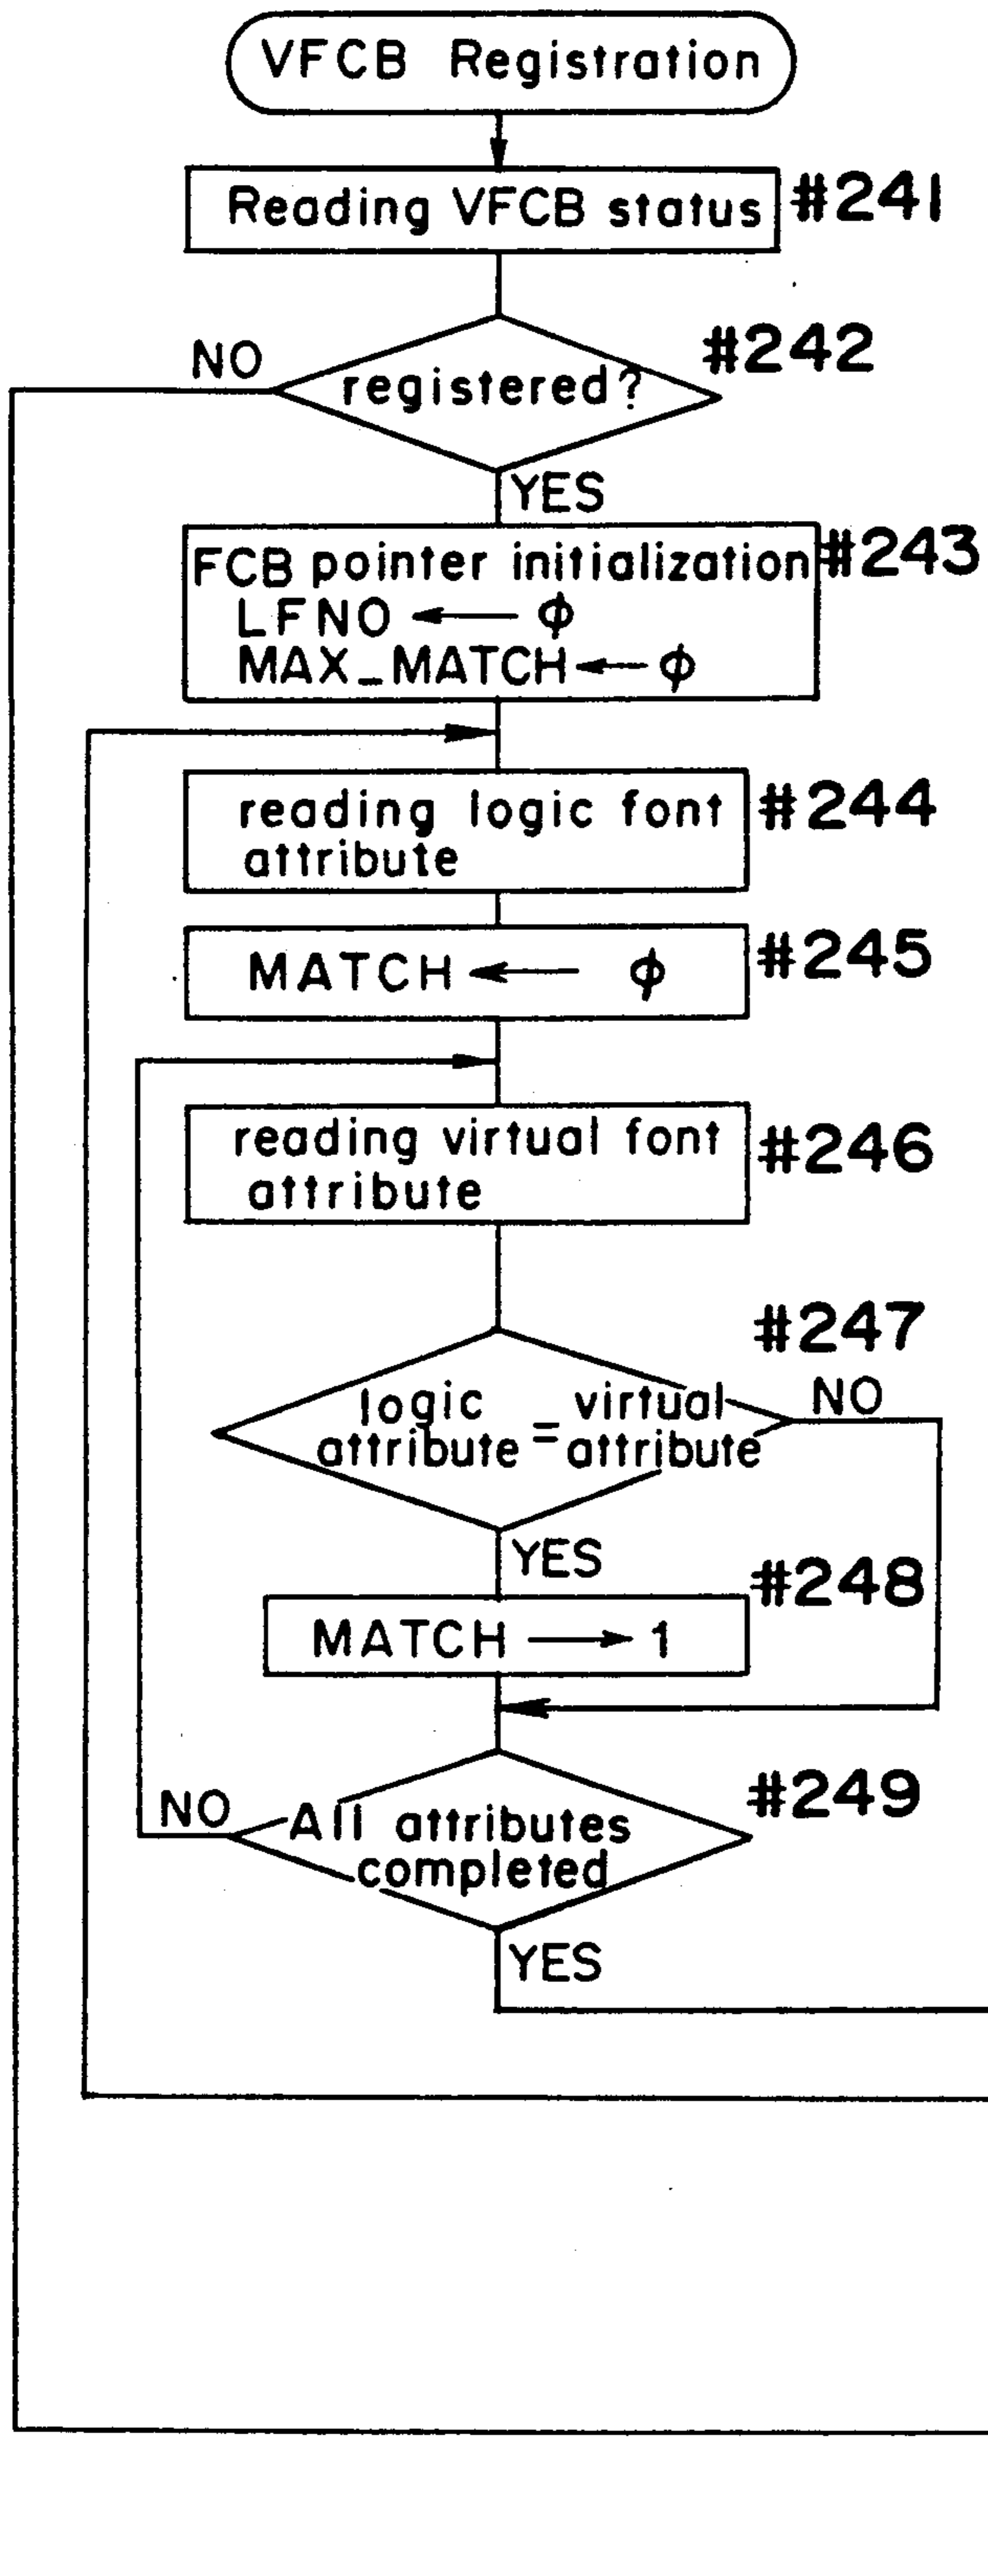 VFCB Registration
Reading VFCB status #241
#242
NO
registered?
YES
FCB pointer initialization #243
LFNO ← ϕ
MAX_MATCH ← ϕ
reading logic font #244
attribute
MATCH ← ϕ #245
reading virtual font #246
attribute
#247
logic = virtual NO
attribute attribute
YES
#248
MATCH → 1
#249
NO
All attributes
completed
YES